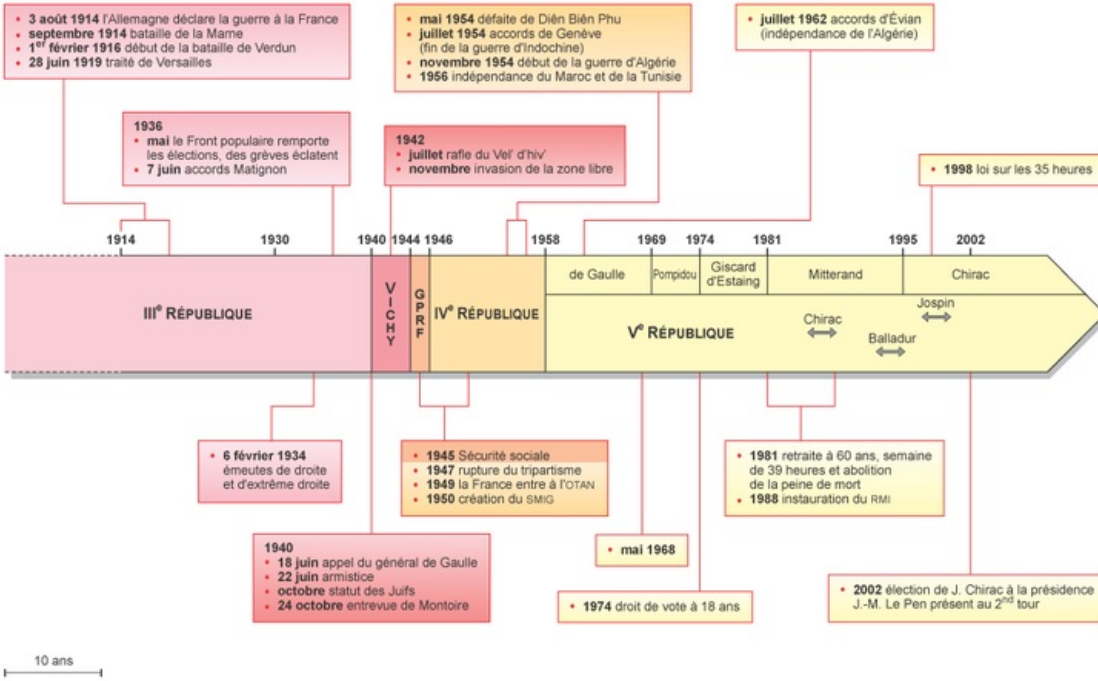 • 3 août 1914 l'Allemagne déclare la guerre à la France
• septembre 1914 bataille de la Marne
• 1er février 1916 début de la bataille de Verdun
• 28 juin 1919 traité de Versailles
• mai 1954 défaite de Diên Biên Phu
• juillet 1954 accords de Genève
(fin de la guerre d'Indochine)
• novembre 1954 début de la guerre d'Algérie
• 1956 indépendance du Maroc et de la Tunisie
• juillet 1962 accords d'Évian
(indépendance de l'Algérie)
1936
• mai le Front populaire remporte
les élections, des grèves éclatent
• 7 juin accords Matignon
1942
• juillet rafle du Vel' d'hiv'
• novembre invasion de la zone libre
• 1998 loi sur les 35 heures
1914 1930 1940 1944 1946 1958 1969 1974 1981 1995 2002
IIIe RÉPUBLIQUE
VICHY
GPRF
IVe RÉPUBLIQUE
de Gaulle
Pompidou
Giscard
d'Estaing
Mitterand
Chirac
Ve RÉPUBLIQUE
Chirac
Balladur
Jospin
• 6 février 1934
émeutes de droite
et d'extrême droite
• 1945 Sécurité sociale
• 1947 rupture du tripartisme
• 1949 la France entre à l'OTAN
• 1950 création du SMIG
• 1981 retraite à 60 ans, semaine
de 39 heures et abolition
de la peine de mort
• 1988 instauration du RMI
1940
• 18 juin appel du général de Gaulle
• 22 juin armistice
• octobre statut des Juifs
• 24 octobre entrevue de Montoire
• mai 1968
• 1974 droit de vote à 18 ans
• 2002 élection de J. Chirac à la présidence
J.-M. Le Pen présent au 2nd tour
10 ans